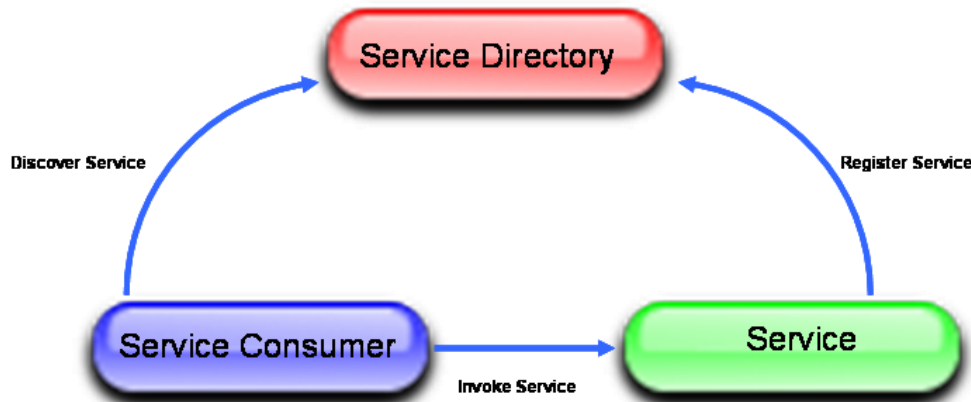 Service Directory
Discover Service
Register Service
Service Consumer
Service
Invoke Service